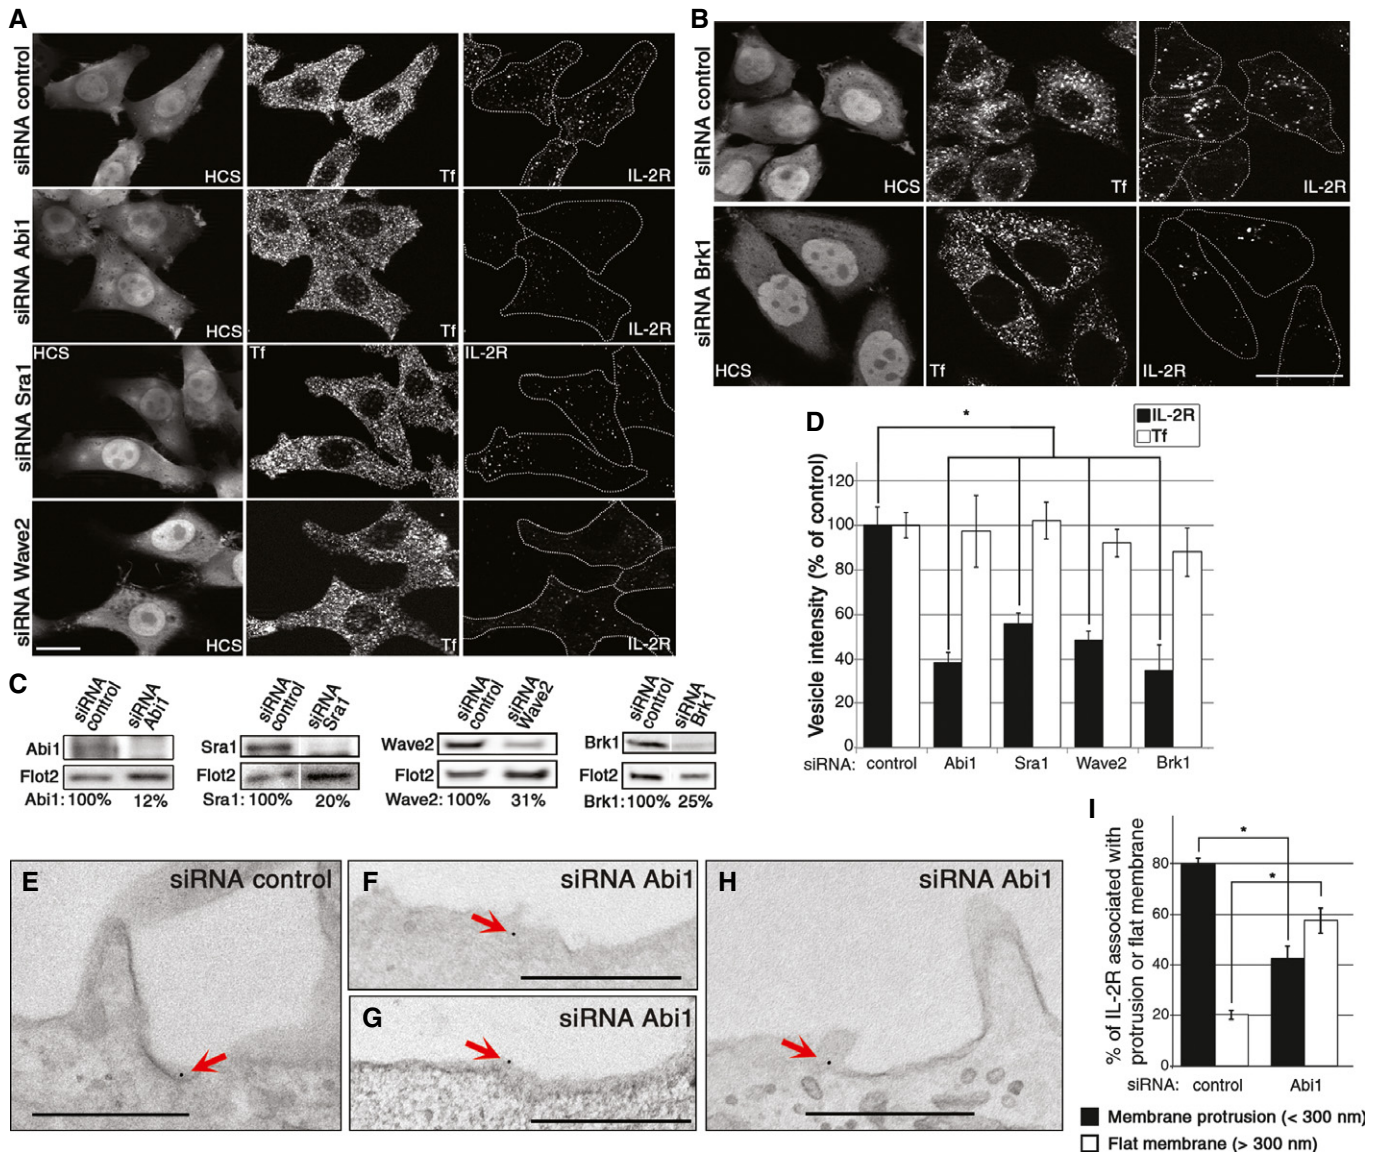 A
siRNA control
HCS
Tf
IL-2R
siRNA Abi1
HCS
Tf
IL-2R
siRNA Sra1
HCS
Tf
IL-2R
siRNA Wave2
HCS
Tf
IL-2R
B
siRNA control
HCS
Tf
IL-2R
siRNA Brk1
HCS
Tf
IL-2R
C
siRNA control
siRNA Abi1
Abi1
Flot2
Abi1: 100% 12%
siRNA control
siRNA Sra1
Sra1
Flot2
Sra1: 100% 20%
siRNA control
siRNA Wave2
Wave2
Flot2
Wave2: 100% 31%
siRNA control
siRNA Brk1
Brk1
Flot2
Brk1: 100% 25%
D
*
IL-2R
Tf
Vesicle intensity (% of control)
120
100
80
60
40
20
0
siRNA: control Abi1 Sra1 Wave2 Brk1
E
siRNA control
F
siRNA Abi1
G
siRNA Abi1
H
siRNA Abi1
I
% of IL-2R associated with
protrusion or flat membrane
*
*
80
60
40
20
0
siRNA: control Abi1
Membrane protrusion (< 300 nm)
Flat membrane (> 300 nm)